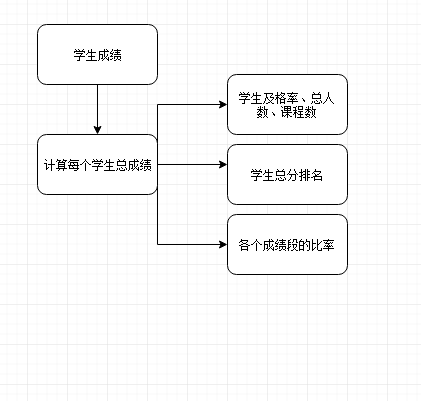 学生成绩
学生及格率、总人
数、课程数
计算每个学生总成绩
学生总分排名
各个成绩段的比率